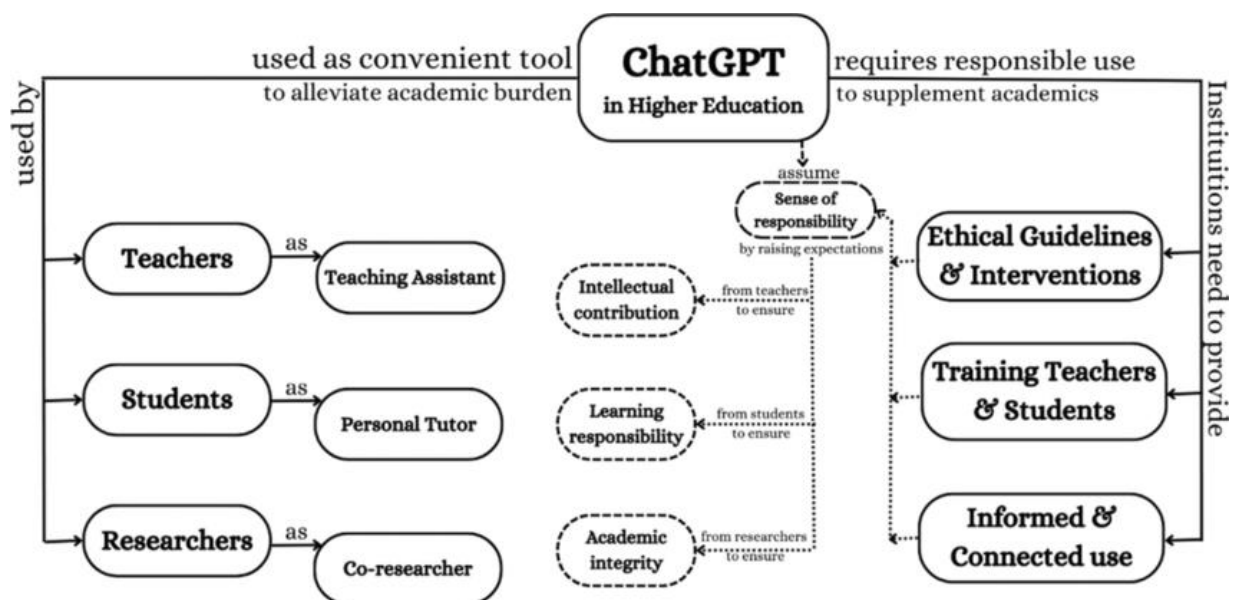 ChatGPT
in Higher Education
used as convenient tool
to alleviate academic burden
requires responsible use
to supplement academics
used by
Teachers
as
Teaching Assistant
Students
as
Personal Tutor
Researchers
as
Co-researcher
assume
Sense of
responsibility
by raising expectations
from teachers
to ensure
Intellectual
contribution
from students
to ensure
Learning
responsibility
from researchers
to ensure
Academic
integrity
Instituitions need to provide
Ethical Guidelines
& Interventions
Training Teachers
& Students
Informed &
Connected use